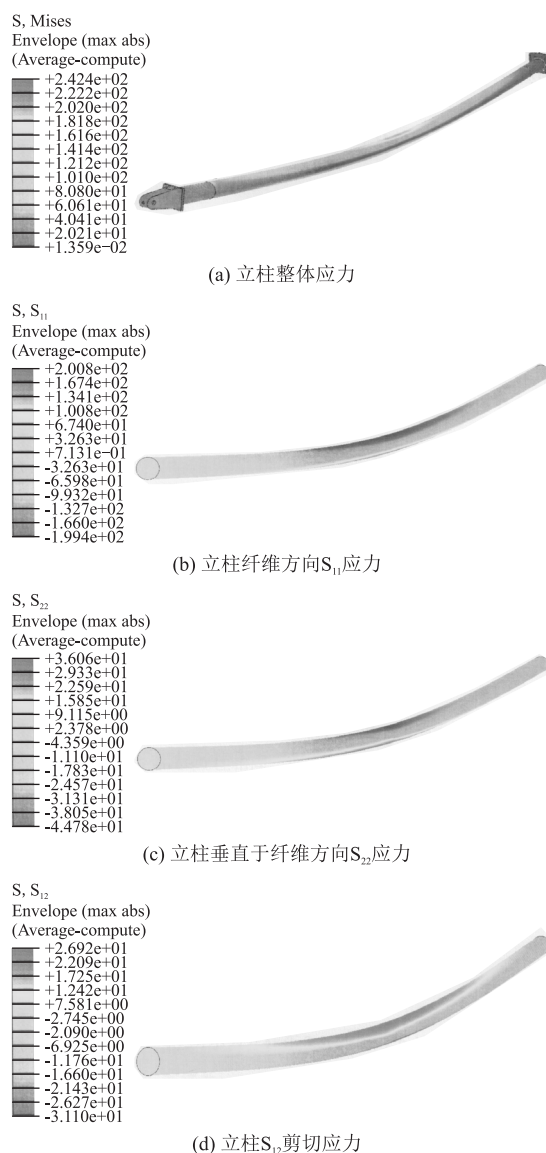 S, Mises
Envelope (max abs)
(Average-compute)
+2.424e+02
+2.222e+02
+2.020e+02
+1.818e+02
+1.616e+02
+1.414e+02
+1.212e+02
+1.010e+02
+8.080e+01
+6.061e+01
+4.041e+01
+2.021e+01
+1.359e−02
(a) 立柱整体应力
S, S₁₁
Envelope (max abs)
(Average-compute)
+2.008e+02
+1.674e+02
+1.341e+02
+1.008e+02
+6.740e+01
+3.263e+01
+7.131e−01
-3.263e+01
-6.598e+01
-9.932e+01
-1.327e+02
-1.660e+02
-1.994e+02
(b) 立柱纤维方向S₁₁应力
S, S₂₂
Envelope (max abs)
(Average-compute)
+3.606e+01
+2.933e+01
+2.259e+01
+1.585e+01
+9.115e+00
+2.378e+00
-4.359e+00
-1.110e+01
-1.783e+01
-2.457e+01
-3.131e+01
-3.805e+01
-4.478e+01
(c) 立柱垂直于纤维方向S₂₂应力
S, S₁₂
Envelope (max abs)
(Average-compute)
+2.692e+01
+2.209e+01
+1.725e+01
+1.242e+01
+7.581e+00
-2.745e+00
-2.090e+00
-6.925e+00
-1.176e+01
-1.660e+01
-2.143e+01
-2.627e+01
-3.110e+01
(d) 立柱S₁₂剪切应力